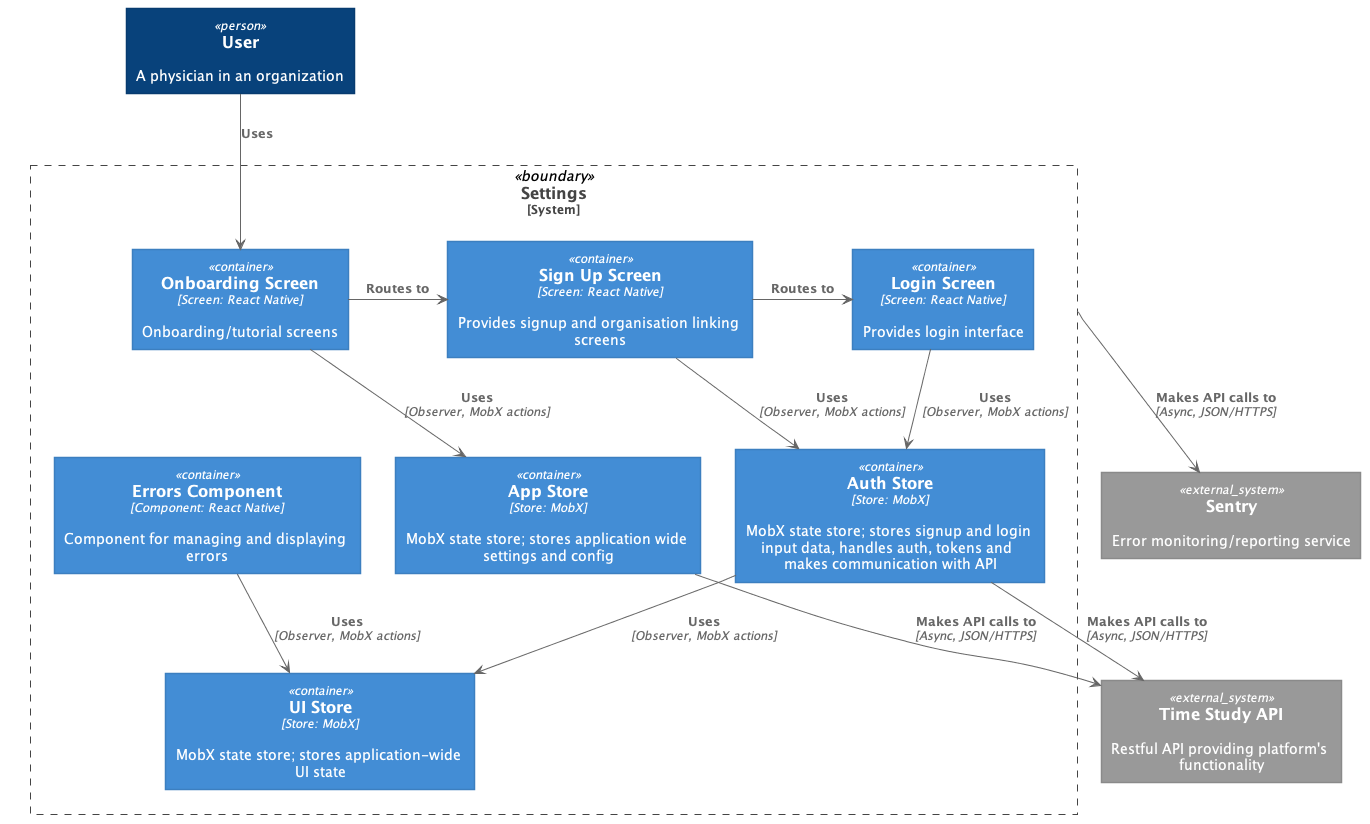 «person»
User
A physician in an organization
Uses
«boundary»
Settings
[System]
«container»
Onboarding Screen
[Screen: React Native]
Onboarding/tutorial screens
Routes to
«container»
Sign Up Screen
[Screen: React Native]
Provides signup and organisation linking
screens
Routes to
«container»
Login Screen
[Screen: React Native]
Provides login interface
Uses
[Observer, MobX actions]
Uses
[Observer, MobX actions]
Uses
[Observer, MobX actions]
Makes API calls to
[Async, JSON/HTTPS]
«container»
Errors Component
[Component: React Native]
Component for managing and displaying
errors
«container»
App Store
[Store: MobX]
MobX state store; stores application wide
settings and config
«container»
Auth Store
[Store: MobX]
MobX state store; stores signup and login
input data, handles auth, tokens and
makes communication with API
«external_system»
Sentry
Error monitoring/reporting service
Uses
[Observer, MobX actions]
Uses
[Observer, MobX actions]
Makes API calls to
[Async, JSON/HTTPS]
Makes API calls to
[Async, JSON/HTTPS]
«container»
UI Store
[Store: MobX]
MobX state store; stores application-wide
UI state
«external_system»
Time Study API
Restful API providing platform's
functionality